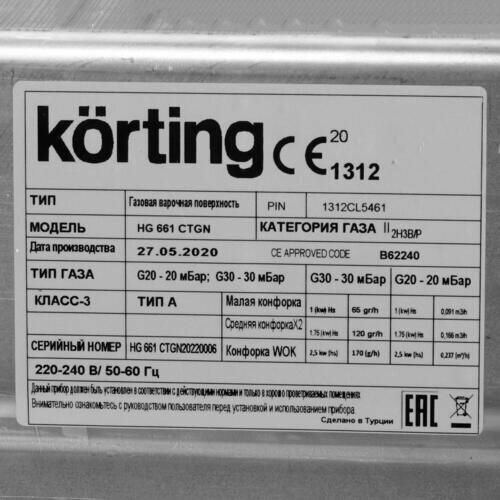 körting CE 20 1312
ТИП Газовая варочная поверхность PIN 1312CL5461
МОДЕЛЬ HG 661 CTGN КАТЕГОРИЯ ГАЗА II 2H3B/P
Дата производства 27.05.2020 CE APPROVED CODE B62240
ТИП ГАЗА G20 - 20 мБар; G30 - 30 мБар G30 - 30 мБар G20 - 20 мБар
КЛАСС-3 ТИП А Малая конфорка 1 (kw) Hs 65 gr/h 1 (kw) Hs 0,091 m3/h
Средняя конфоркаX2 1.75 (kw) Hs 120 gr/h 1.75 (kw) Hs 0,166 m3/h
СЕРИЙНЫЙ НОМЕР HG 661 CTGN20220006 Конфорка WOK 2,5 kw (hs) 170 (g/h) 2,5 kw (hs) 0,237 (m³/h)
220-240 В/ 50-60 Гц
Данный прибор должен быть установлен в соответствии с действующими нормами и только в хорошо проветриваемых помещениях.
Внимательно ознакомьтесь с руководством пользователя перед установкой и использованием прибора
Сделано в Турции EAC